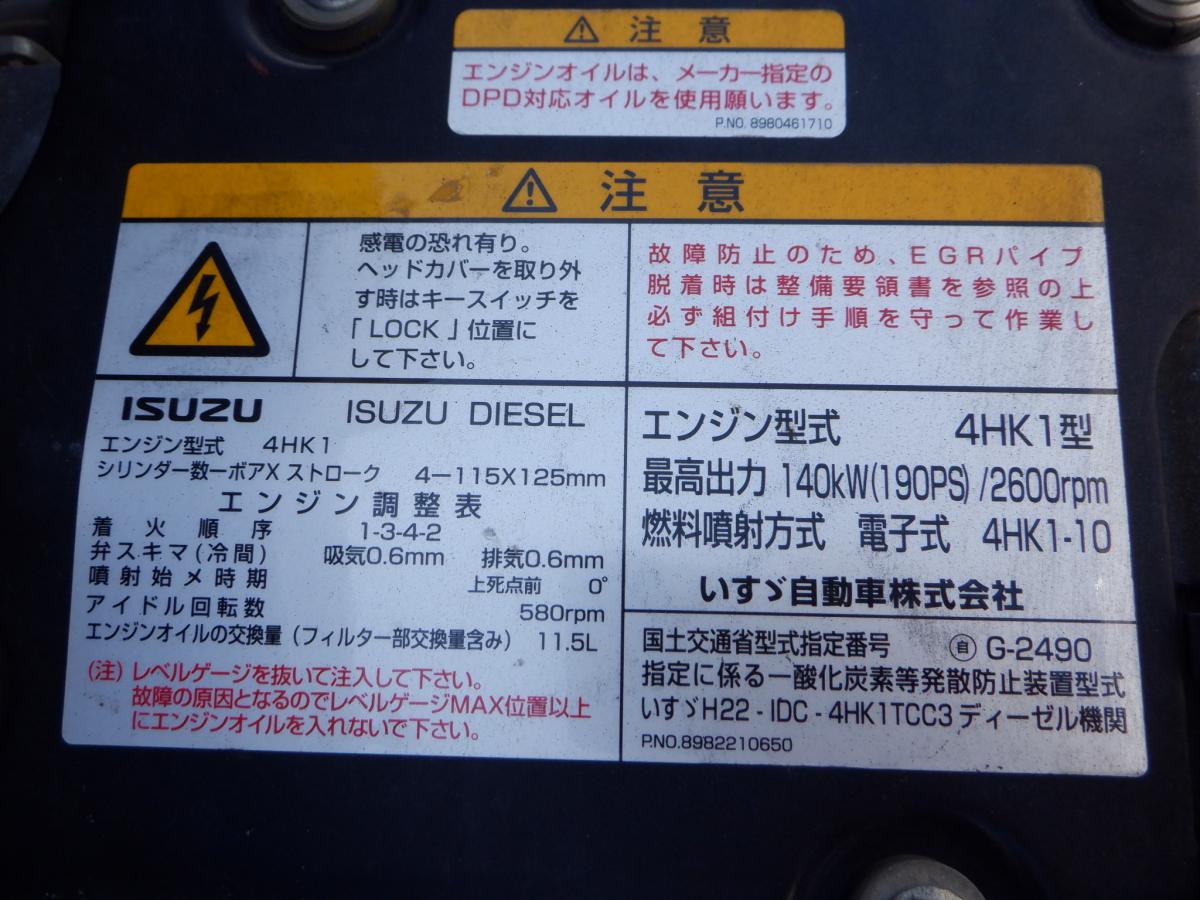 ⚠ 注意
エンジンオイルは、メーカー指定の
DPD対応オイルを使用願います。
P.NO. 8980461710
⚠ 注意
感電の恐れ有り。
ヘッドカバーを取り外
す時はキースイッチを
「LOCK」位置に
して下さい。
故障防止のため、EGRパイプ
脱着時は整備要領書を参照の上
必ず組付け手順を守って作業し
て下さい。
ISUZU ISUZU DIESEL
エンジン型式 4HK1
シリンダー数ーボアX ストローク 4ー115X125mm
エンジン調整表
着火順序 1-3-4-2
弁スキマ(冷間) 吸気0.6mm 排気0.6mm
噴射始メ時期 上死点前 0°
アイドル回転数 580rpm
エンジンオイルの交換量(フィルター部交換量含み) 11.5L
(注)レベルゲージを抜いて注入して下さい。
故障の原因となるのでレベルゲージMAX位置以上
にエンジンオイルを入れないで下さい。
エンジン型式 4HK1型
最高出力 140kW(190PS)/2600rpm
燃料噴射方式 電子式 4HK1-10
いすゞ自動車株式会社
国土交通省型式指定番号 ㊐ G-2490
指定に係る一酸化炭素等発散防止装置型式
いすゞH22-IDC-4HK1TCC3ディーゼル機関
P.NO.8982210650